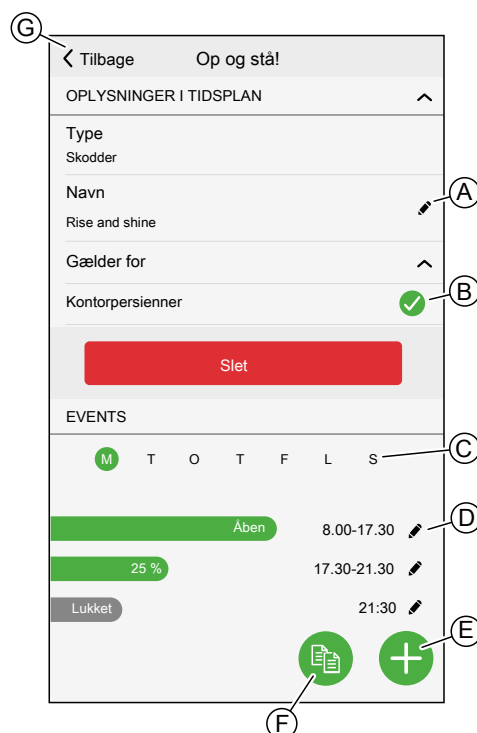 G
Tilbage Op og stå!
OPLYSNINGER I TIDSPLAN
Type
Skodder
Navn
A
Rise and shine
Gælder for
Kontorpersienner
B
Slet
EVENTS
M T O T F L S
C
Åben 8.00-17.30
D
25 % 17.30-21.30
Lukket 21:30
E
F